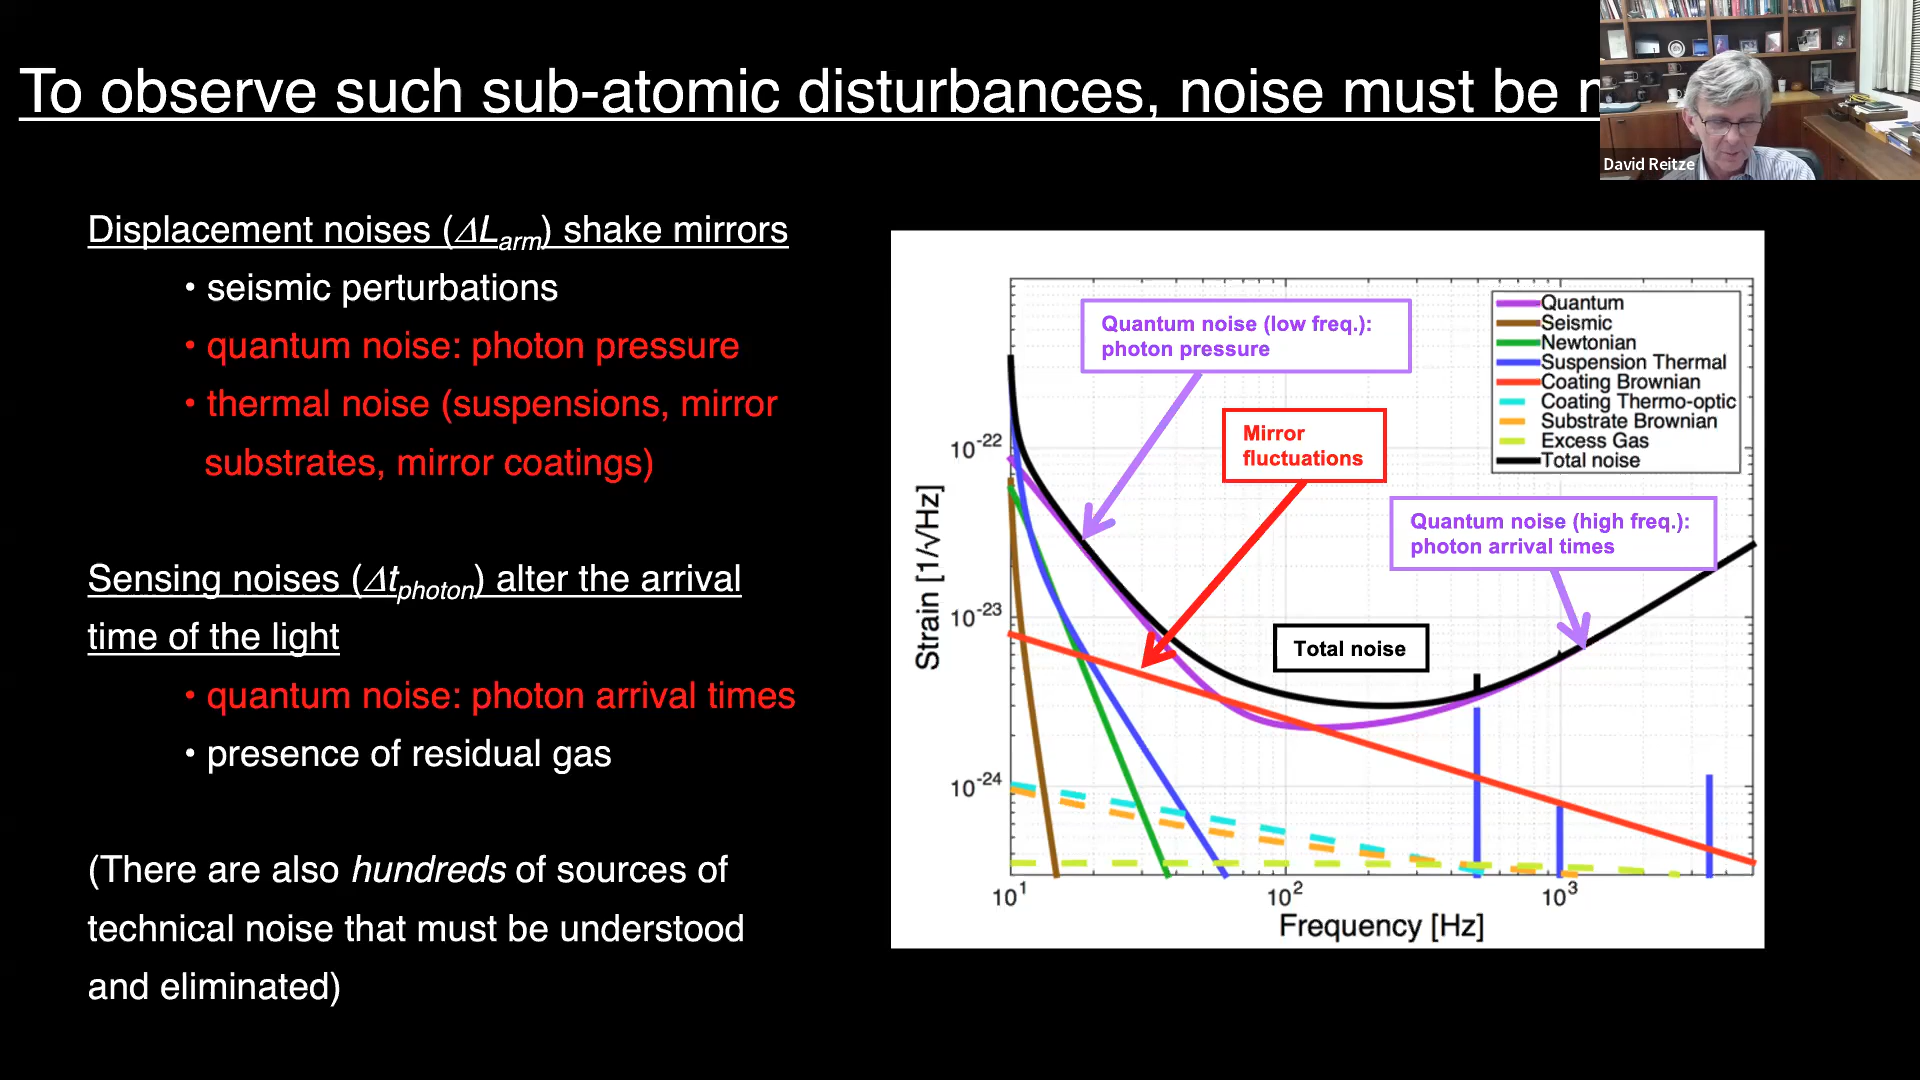 To observe such sub-atomic disturbances, noise must be
David Reitze
Displacement noises (ΔLarm) shake mirrors
• seismic perturbations
• quantum noise: photon pressure
• thermal noise (suspensions, mirror
substrates, mirror coatings)
Sensing noises (Δtphoton) alter the arrival
time of the light
• quantum noise: photon arrival times
• presence of residual gas
(There are also hundreds of sources of
technical noise that must be understood
and eliminated)
Quantum noise (low freq.):
photon pressure
Mirror
fluctuations
Quantum noise (high freq.):
photon arrival times
Total noise
Quantum
Seismic
Newtonian
Suspension Thermal
Coating Brownian
Coating Thermo-optic
Substrate Brownian
Excess Gas
Total noise
Strain [1/√Hz]
10-22
10-23
10-24
101
102
103
Frequency [Hz]